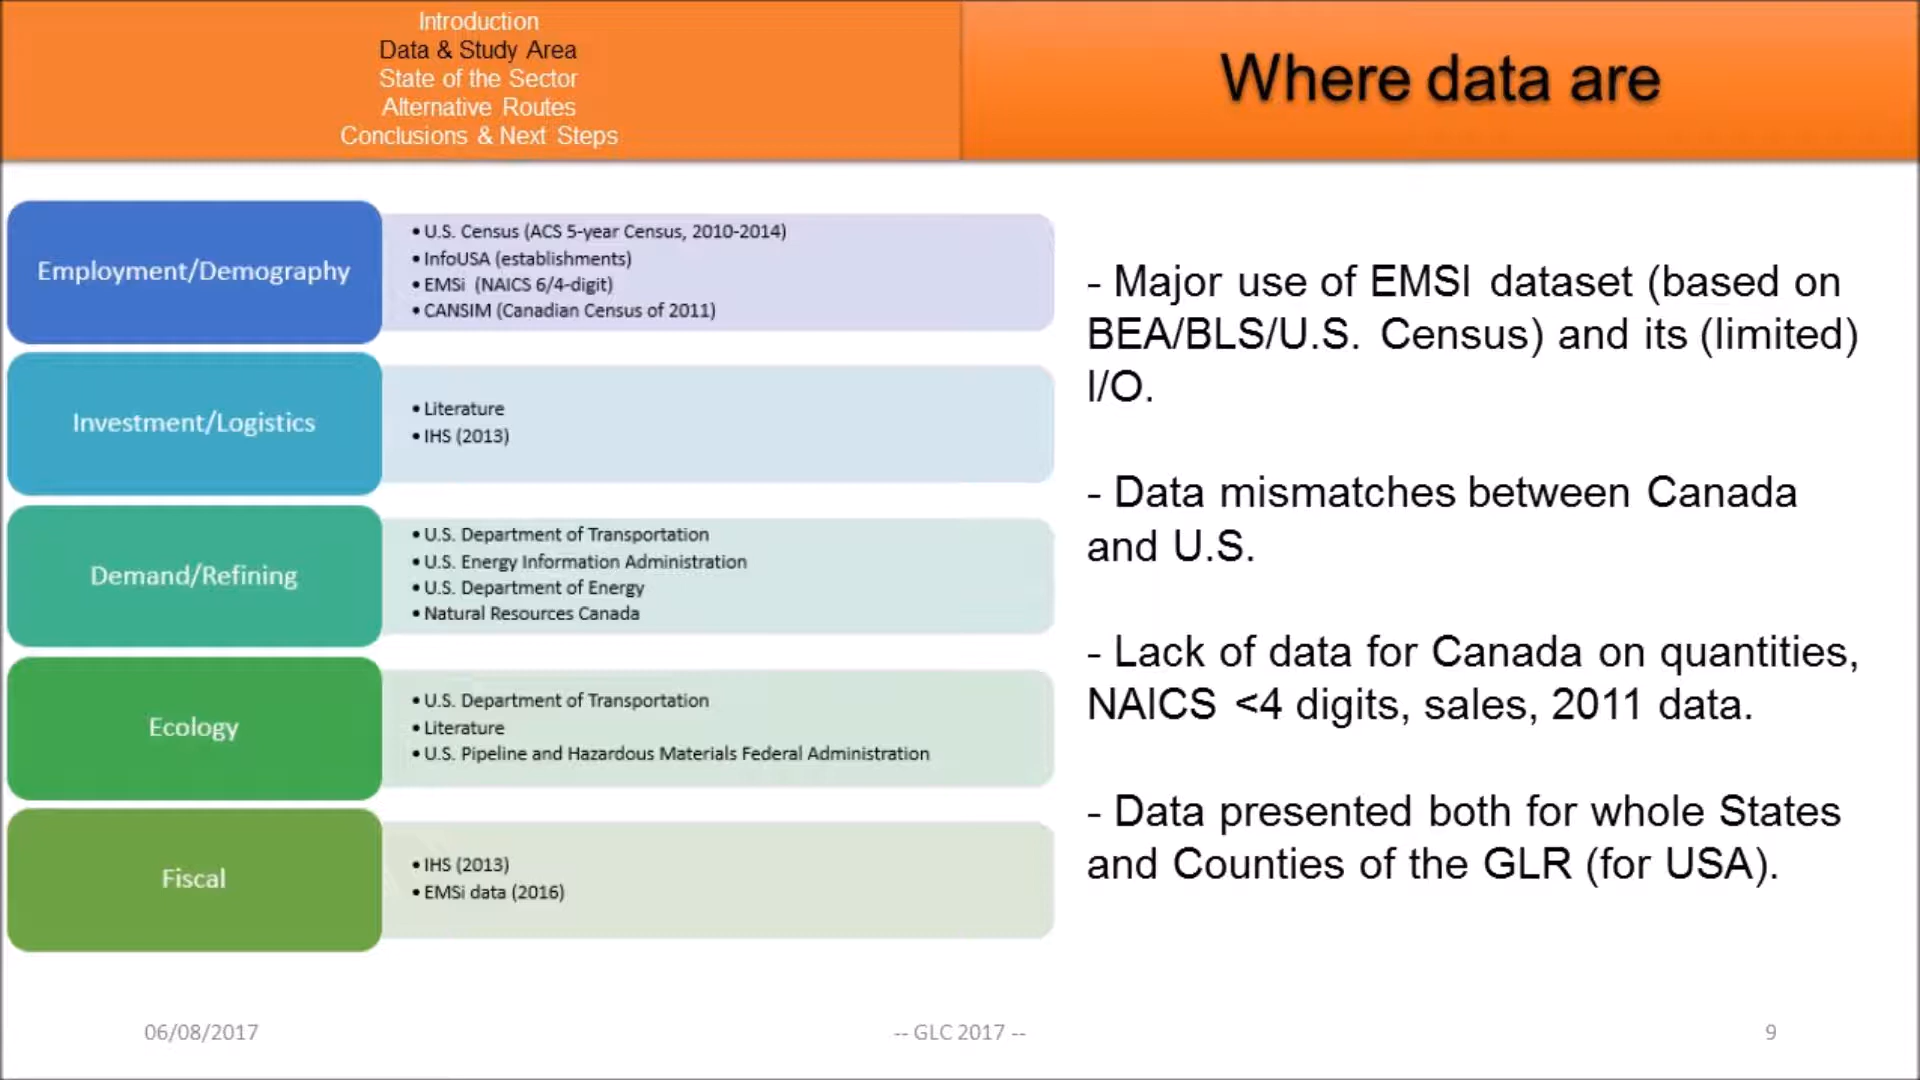 Introduction
Data & Study Area
State of the Sector
Alternative Routes
Conclusions & Next Steps
Where data are
Employment/Demography
• U.S. Census (ACS 5-year Census, 2010-2014)
• InfoUSA (establishments)
• EMSi (NAICS 6/4-digit)
• CANSIM (Canadian Census of 2011)
Investment/Logistics
• Literature
• IHS (2013)
Demand/Refining
• U.S. Department of Transportation
• U.S. Energy Information Administration
• U.S. Department of Energy
• Natural Resources Canada
Ecology
• U.S. Department of Transportation
• Literature
• U.S. Pipeline and Hazardous Materials Federal Administration
Fiscal
• IHS (2013)
• EMSi data (2016)
- Major use of EMSI dataset (based on
BEA/BLS/U.S. Census) and its (limited)
I/O.
- Data mismatches between Canada
and U.S.
- Lack of data for Canada on quantities,
NAICS <4 digits, sales, 2011 data.
- Data presented both for whole States
and Counties of the GLR (for USA).
06/08/2017
-- GLC 2017 --
9